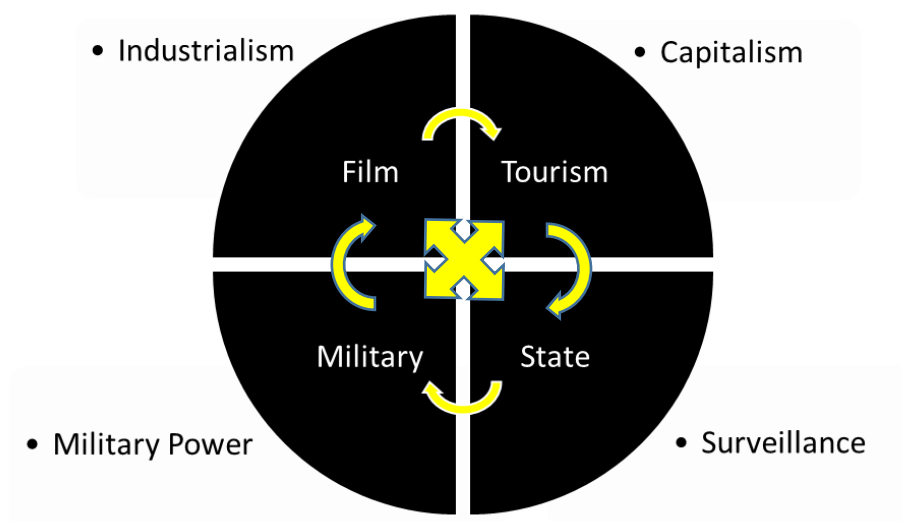 • Industrialism
• Capitalism
Film
Tourism
Military
State
• Military Power
• Surveillance